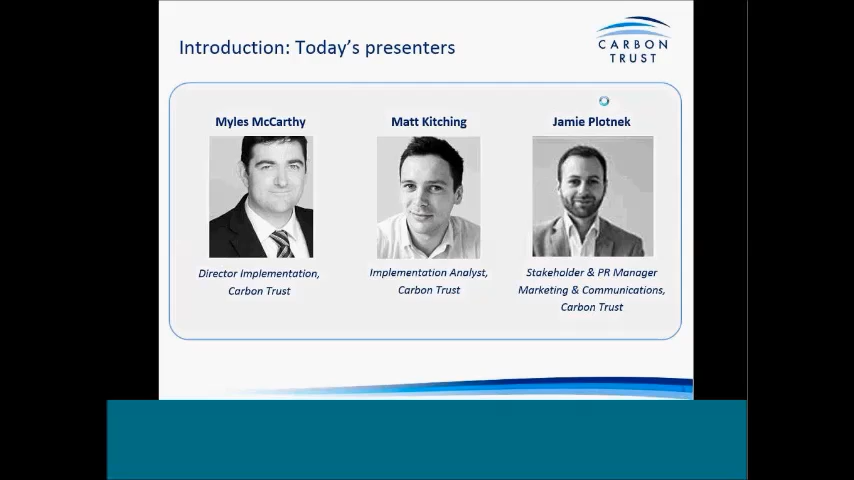 Introduction: Today's presenters
CARBON
TRUST
Myles McCarthy
Matt Kitching
Jamie Plotnek
Director Implementation,
Carbon Trust
Implementation Analyst,
Carbon Trust
Stakeholder & PR Manager
Marketing & Communications,
Carbon Trust